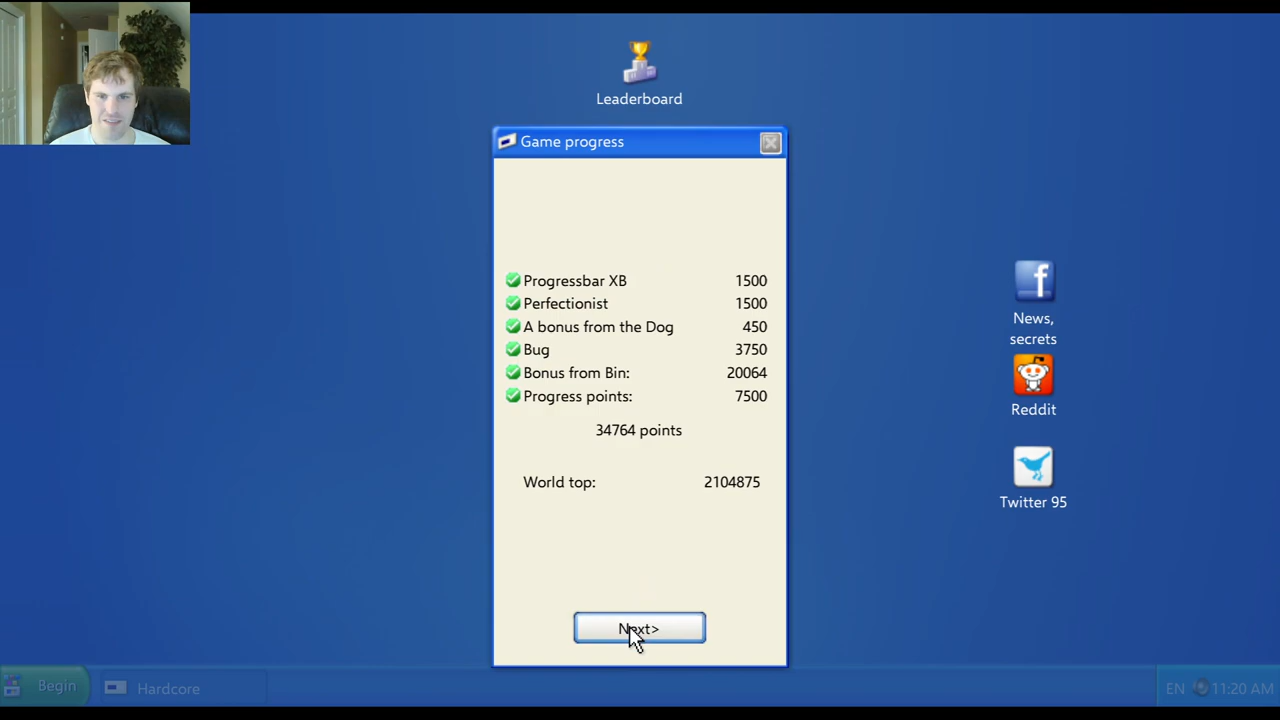 Leaderboard
Game progress
Progressbar XB 1500
Perfectionist 1500
A bonus from the Dog 450
Bug 3750
Bonus from Bin: 20064
Progress points: 7500
34764 points
World top: 2104875
Next>
News,
secrets
Reddit
Twitter 95
Begin
Hardcore
EN 11:20 AM